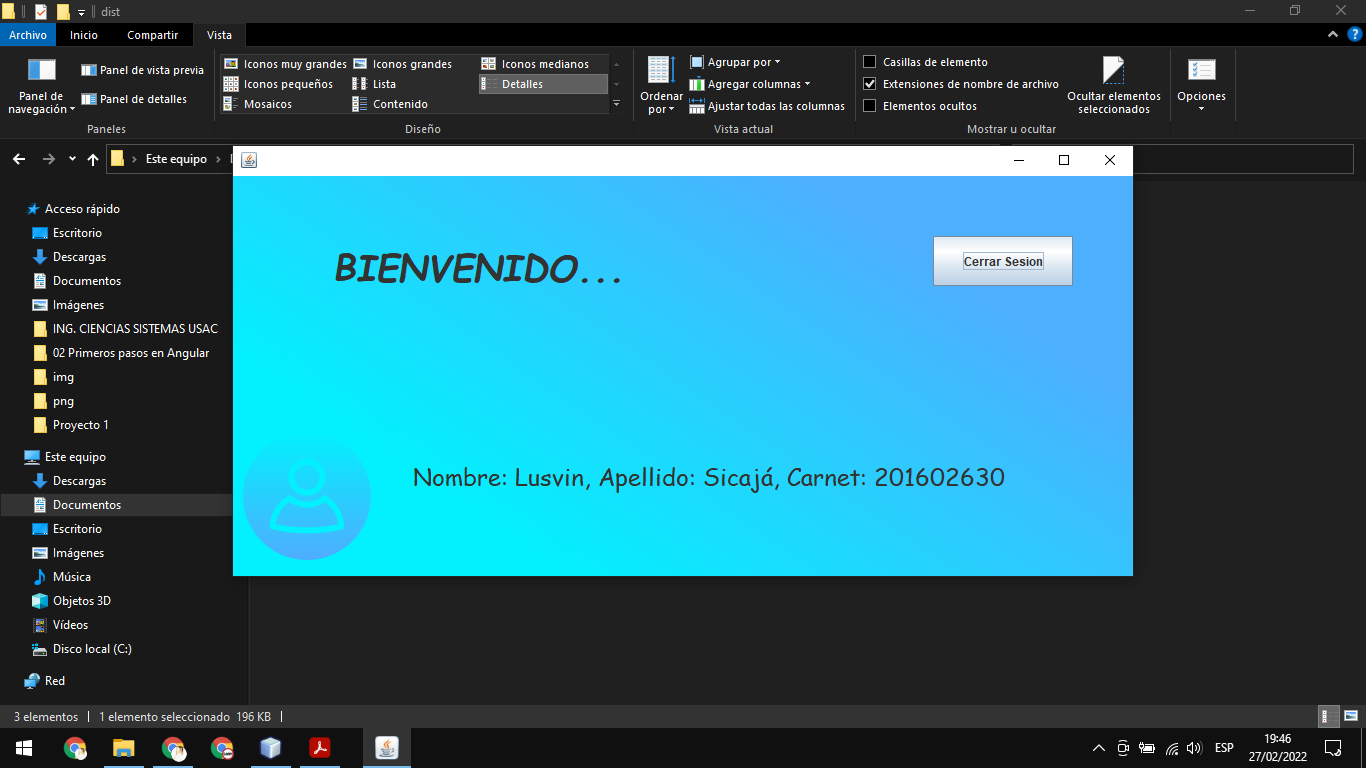 dist
Archivo Inicio Compartir Vista
Panel de navegación
Panel de vista previa
Panel de detalles
Paneles
Iconos muy grandes Iconos grandes Iconos medianos
Iconos pequeños Lista Detalles
Mosaicos Contenido
Diseño
Ordenar por
Agrupar por
Agregar columnas
Ajustar todas las columnas
Vista actual
Casillas de elemento
Extensiones de nombre de archivo
Elementos ocultos
Ocultar elementos seleccionados
Mostrar u ocultar
Opciones
Este equipo
Acceso rápido
Escritorio
Descargas
Documentos
Imágenes
ING. CIENCIAS SISTEMAS USAC
02 Primeros pasos en Angular
img
png
Proyecto 1
Este equipo
Descargas
Documentos
Escritorio
Imágenes
Música
Objetos 3D
Vídeos
Disco local (C:)
Red
BIENVENIDO...
Cerrar Sesion
Nombre: Lusvin, Apellido: Sicajá, Carnet: 201602630
3 elementos 1 elemento seleccionado 196 KB
ESP
19:46
27/02/2022